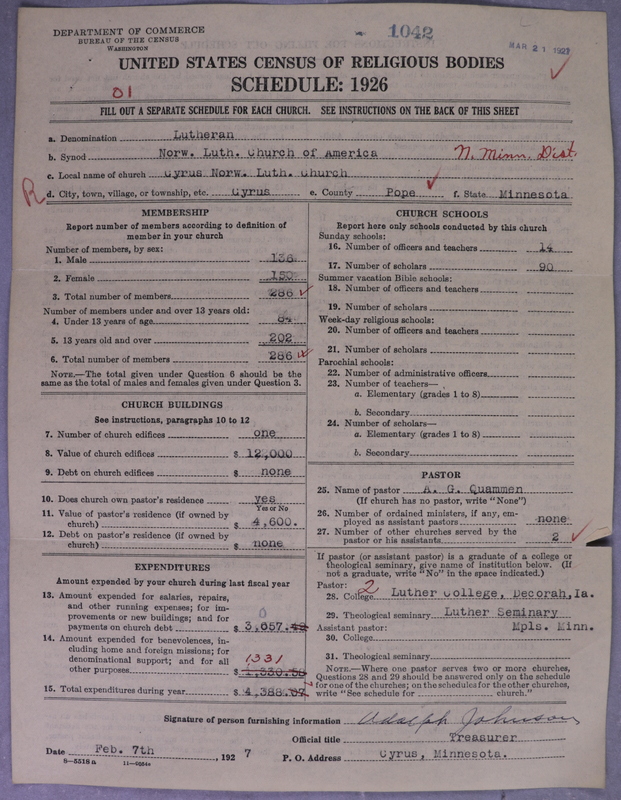 DEPARTMENT OF COMMERCE
BUREAU OF THE CENSUS
WASHINGTON
1042
MAR 21 1927
UNITED STATES CENSUS OF RELIGIOUS BODIES
SCHEDULE: 1926
01
FILL OUT A SEPARATE SCHEDULE FOR EACH CHURCH. SEE INSTRUCTIONS ON THE BACK OF THIS SHEET
a. Denomination Lutheran
b. Synod Norw. Luth. Church of America N. Minn. Dist.
c. Local name of church Cyrus Norw. Luth. Church
R d. City, town, village, or township, etc. Cyrus e. County Pope f. State Minnesota
MEMBERSHIP
Report number of members according to definition of
member in your church
Number of members, by sex:
1. Male 136
2. Female 150
3. Total number of members 286
Number of members under and over 13 years old:
4. Under 13 years of age 84
5. 13 years old and over 202
6. Total number of members 286
NOTE.—The total given under Question 6 should be
same as the total of males and females given under Question 3.
CHURCH BUILDINGS
See instructions, paragraphs 10 to 12
7. Number of church edifices one
8. Value of church edifices $ 12,000
9. Debt on church edifices $ none
10. Does church own pastor's residence yes
Yes or No
11. Value of pastor's residence (if owned by
church) $ 4,600.
12. Debt on pastor's residence (if owned by
church) $ none
EXPENDITURES
Amount expended by your church during last fiscal year
13. Amount expended for salaries, repairs,
and other running expenses; for im-
provements or new buildings; and for
payments on church debt $ 3,057.49
14. Amount expended for benevolences, in-
cluding home and foreign missions; for
denominational support; and for all
other purposes 1331 $ 1,330.58
15. Total expenditures during year $ 4,388.07
CHURCH SCHOOLS
Report here only schools conducted by this church
Sunday schools:
16. Number of officers and teachers 14
17. Number of scholars 90
Summer vacation Bible schools:
18. Number of officers and teachers
19. Number of scholars
Week-day religious schools:
20. Number of officers and teachers
21. Number of scholars
Parochial schools:
22. Number of administrative officers
23. Number of teachers—
a. Elementary (grades 1 to 8)
b. Secondary
24. Number of scholars—
a. Elementary (grades 1 to 8)
b. Secondary
PASTOR
25. Name of pastor A. G. Quammen
(If church has no pastor, write "None")
26. Number of ordained ministers, if any, em-
ployed as assistant pastors none
27. Number of other churches served by the
pastor or his assistants 2
If pastor (or assistant pastor) is a graduate of a college or
theological seminary, give name of institution below. (If
not a graduate, write "No" in the space indicated.)
Pastor:
28. College 2 Luther College, Decorah, Ia.
29. Theological seminary Luther Seminary
Assistant pastor: Mpls. Minn.
30. College
31. Theological seminary
NOTE.—Where one pastor serves two or more churches,
Questions 28 and 29 should be answered only on the schedule
for one of the churches; on the schedules for the other churches,
write "See schedule for church."
Signature of person furnishing information Adolph Johnson
Official title Treasurer
Date Feb. 7th, 1927 P. O. Address Cyrus, Minnesota.
8—5518a